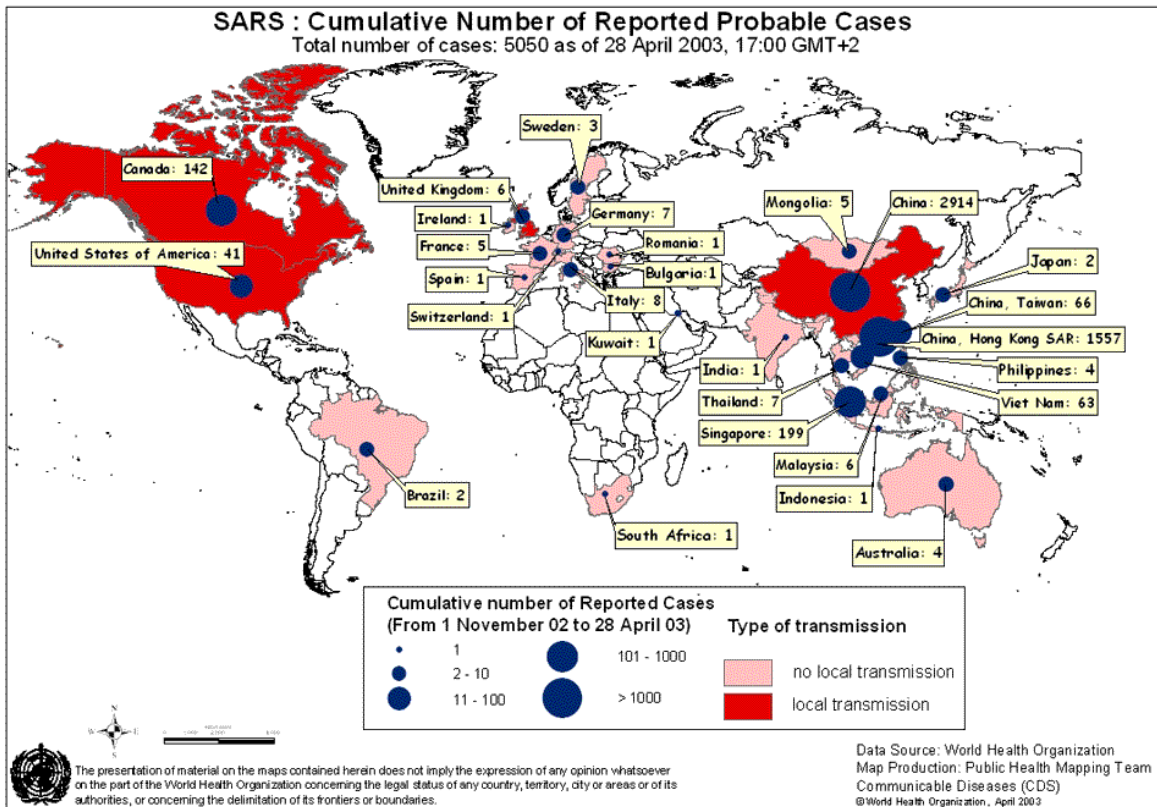 SARS : Cumulative Number of Reported Probable Cases
Total number of cases: 5050 as of 28 April 2003, 17:00 GMT+2
Sweden: 3
Canada: 142
United Kingdom: 6
Ireland: 1
Germany: 7
Mongolia: 5
China: 2914
United States of America: 41
France: 5
Romania: 1
Spain: 1
Bulgaria:1
Japan: 2
Switzerland: 1
Italy: 8
China, Taiwan: 66
Kuwait: 1
China, Hong Kong SAR: 1557
India: 1
Philippines: 4
Thailand: 7
Viet Nam: 63
Singapore: 199
Malaysia: 6
Brazil: 2
Indonesia: 1
South Africa: 1
Australia: 4
Cumulative number of Reported Cases
(From 1 November 02 to 28 April 03)
1
2 - 10
11 - 100
101 - 1000
> 1000
Type of transmission
no local transmission
local transmission
N
E
S
0
The presentation of material on the maps contained herein does not imply the expression of any opinion whatsoever
on the part of the World Health Organization concerning the legal status of any country, territory, city or areas or of its
authorities, or concerning the delimitation of its frontiers or boundaries.
Data Source: World Health Organization
Map Production: Public Health Mapping Team
Communicable Diseases (CDS)
©World Health Organization, April 2003